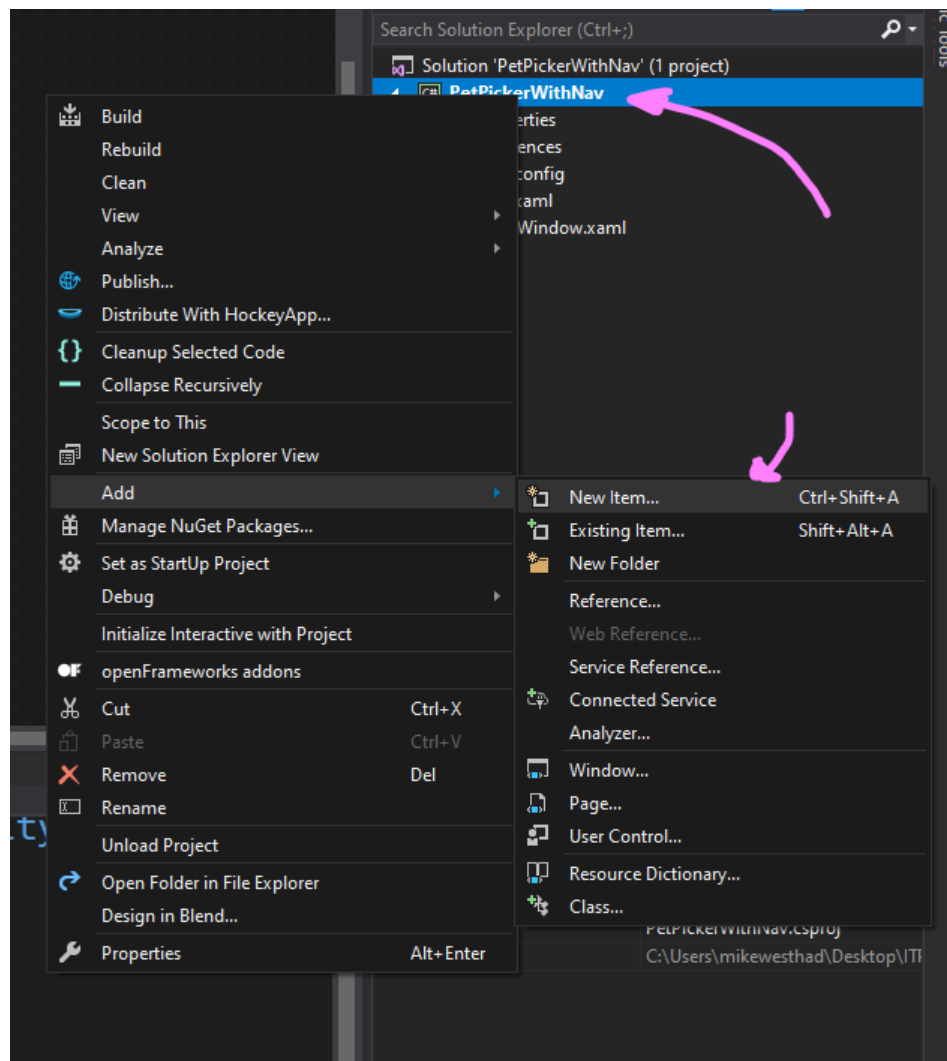 Search Solution Explorer (Ctrl+;)
Solution 'PetPickerWithNav' (1 project)
C# PetPickerWithNav
erties
ences
config
xaml
Window.xaml
Build
Rebuild
Clean
View
Analyze
Publish...
Distribute With HockeyApp...
Cleanup Selected Code
Collapse Recursively
Scope to This
New Solution Explorer View
Add
Manage NuGet Packages...
Set as StartUp Project
Debug
Initialize Interactive with Project
OF openFrameworks addons
Cut Ctrl+X
Paste Ctrl+V
Remove Del
Rename
Unload Project
Open Folder in File Explorer
Design in Blend...
Properties Alt+Enter
New Item... Ctrl+Shift+A
Existing Item... Shift+Alt+A
New Folder
Reference...
Web Reference...
Service Reference...
Connected Service
Analyzer...
Window...
Page...
User Control...
Resource Dictionary...
Class...
PetPickerWithNav.csproj
C:\Users\mikewesthad\Desktop\ITP
ity